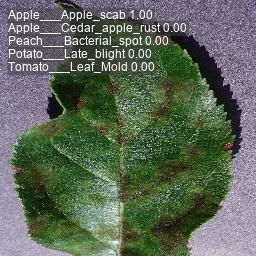 Apple___Apple_scab 1.00
Apple___Cedar_apple_rust 0.00
Peach___Bacterial_spot 0.00
Potato___Late_blight 0.00
Tomato___Leaf_Mold 0.00